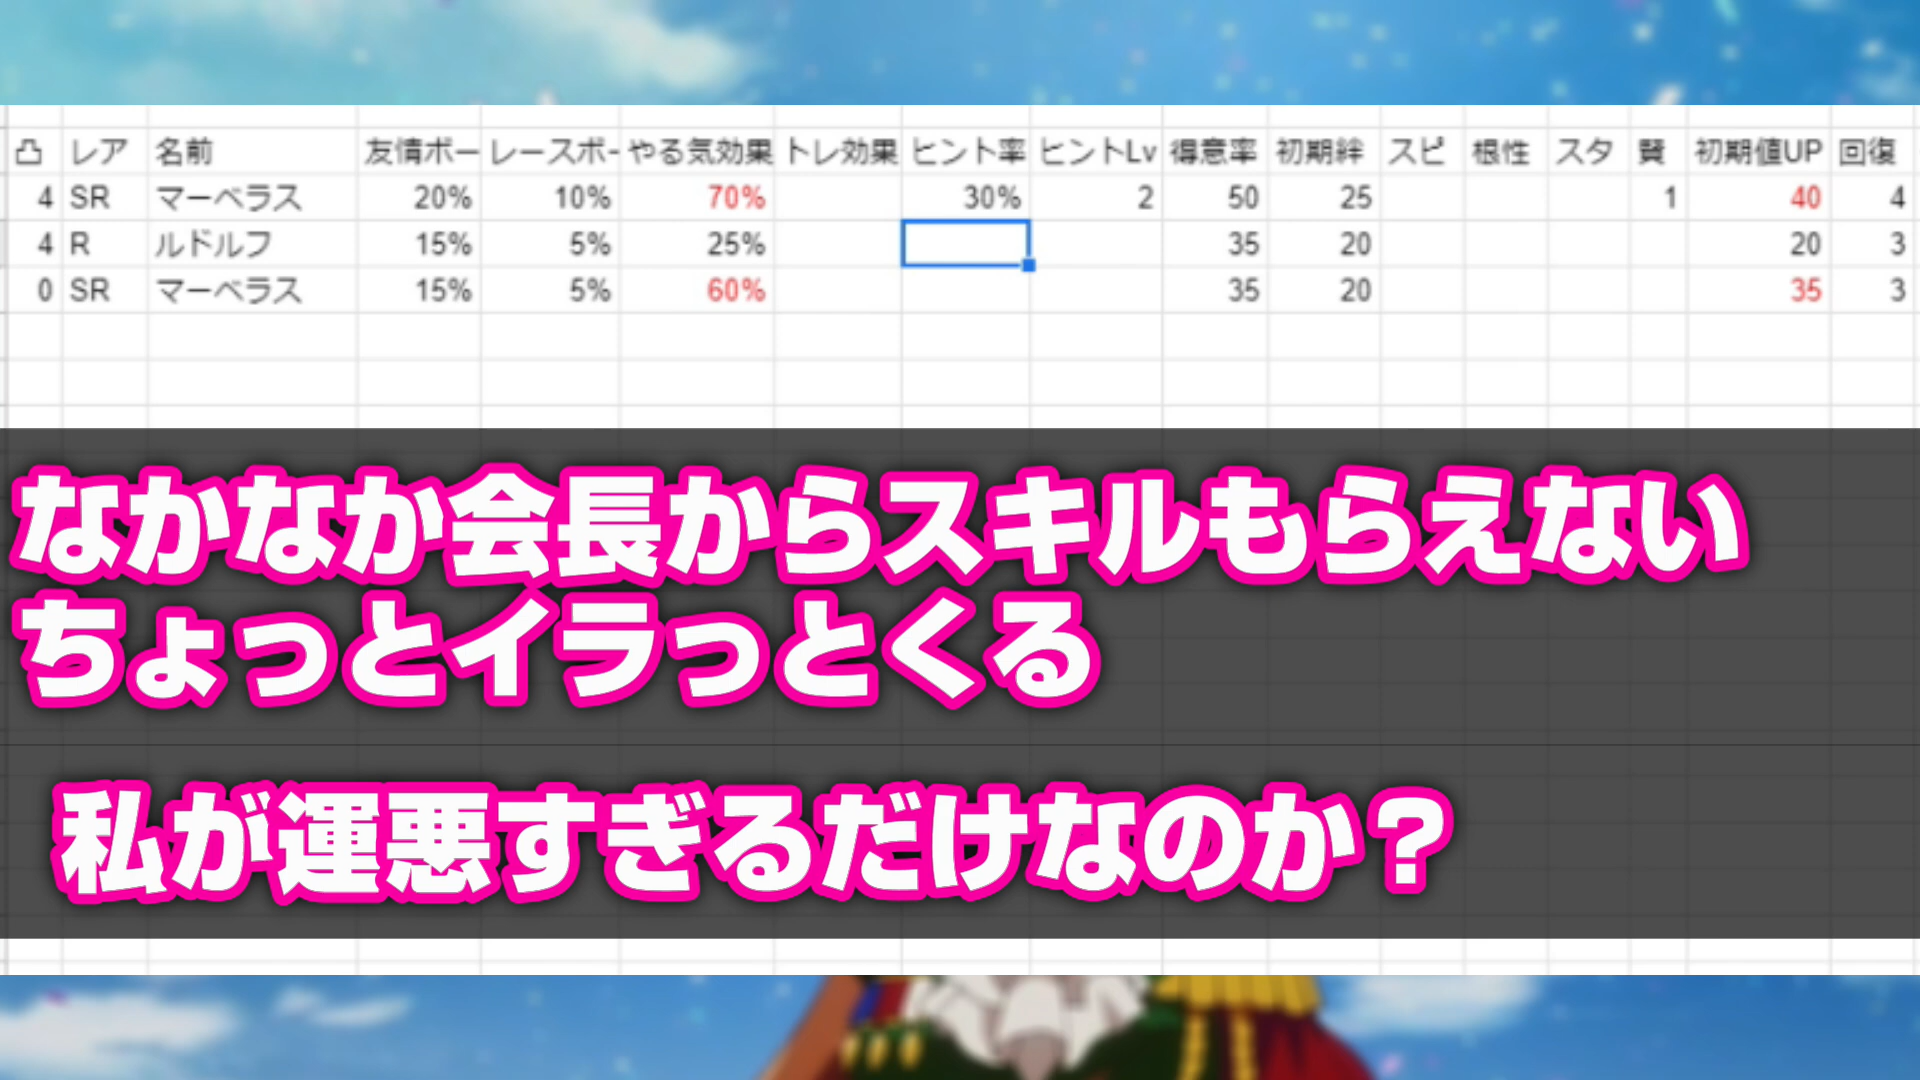 凸 レア 名前 友情ボー レースボー やる気効果 トレ効果 ヒント率 ヒントLv 得意率 初期絆 スピ 根性 スタ 賢 初期値UP 回復
4 SR マーベラス 20% 10% 70% 30% 2 50 25 1 40 4
4 R ルドルフ 15% 5% 25% 35 20 20 3
0 SR マーベラス 15% 5% 60% 35 20 35 3
なかなか会長からスキルもらえない
ちょっとイラっとくる
私が運悪すぎるだけなのか？